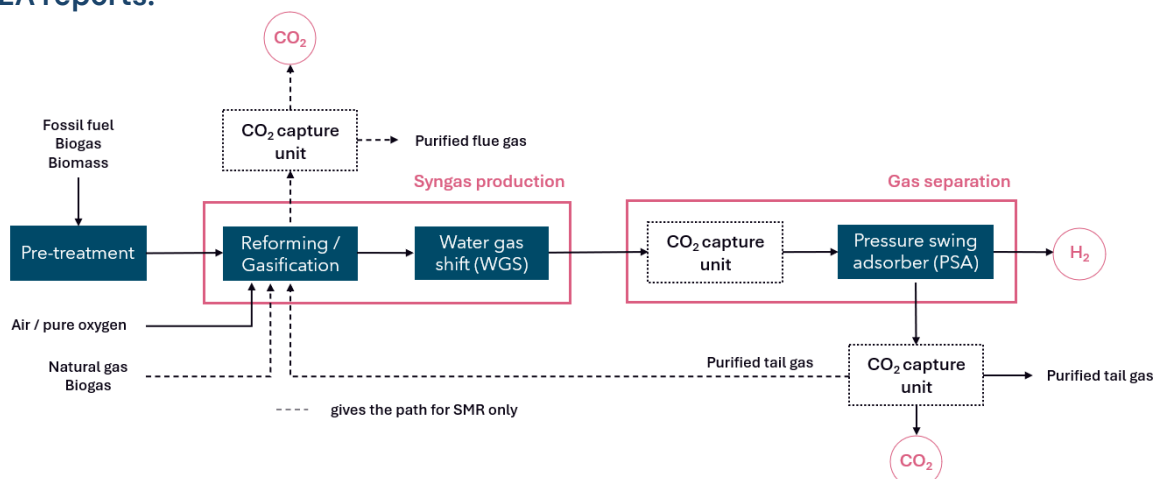 EA reports:
CO₂
Fossil fuel
Biogas
Biomass
CO₂ capture
unit
Purified flue gas
Syngas production
Gas separation
Pre-treatment
Reforming /
Gasification
Water gas
shift (WGS)
CO₂ capture
unit
Pressure swing
adsorber (PSA)
H₂
Air / pure oxygen
Natural gas
Biogas
Purified tail gas
CO₂ capture
unit
Purified tail gas
gives the path for SMR only
CO₂